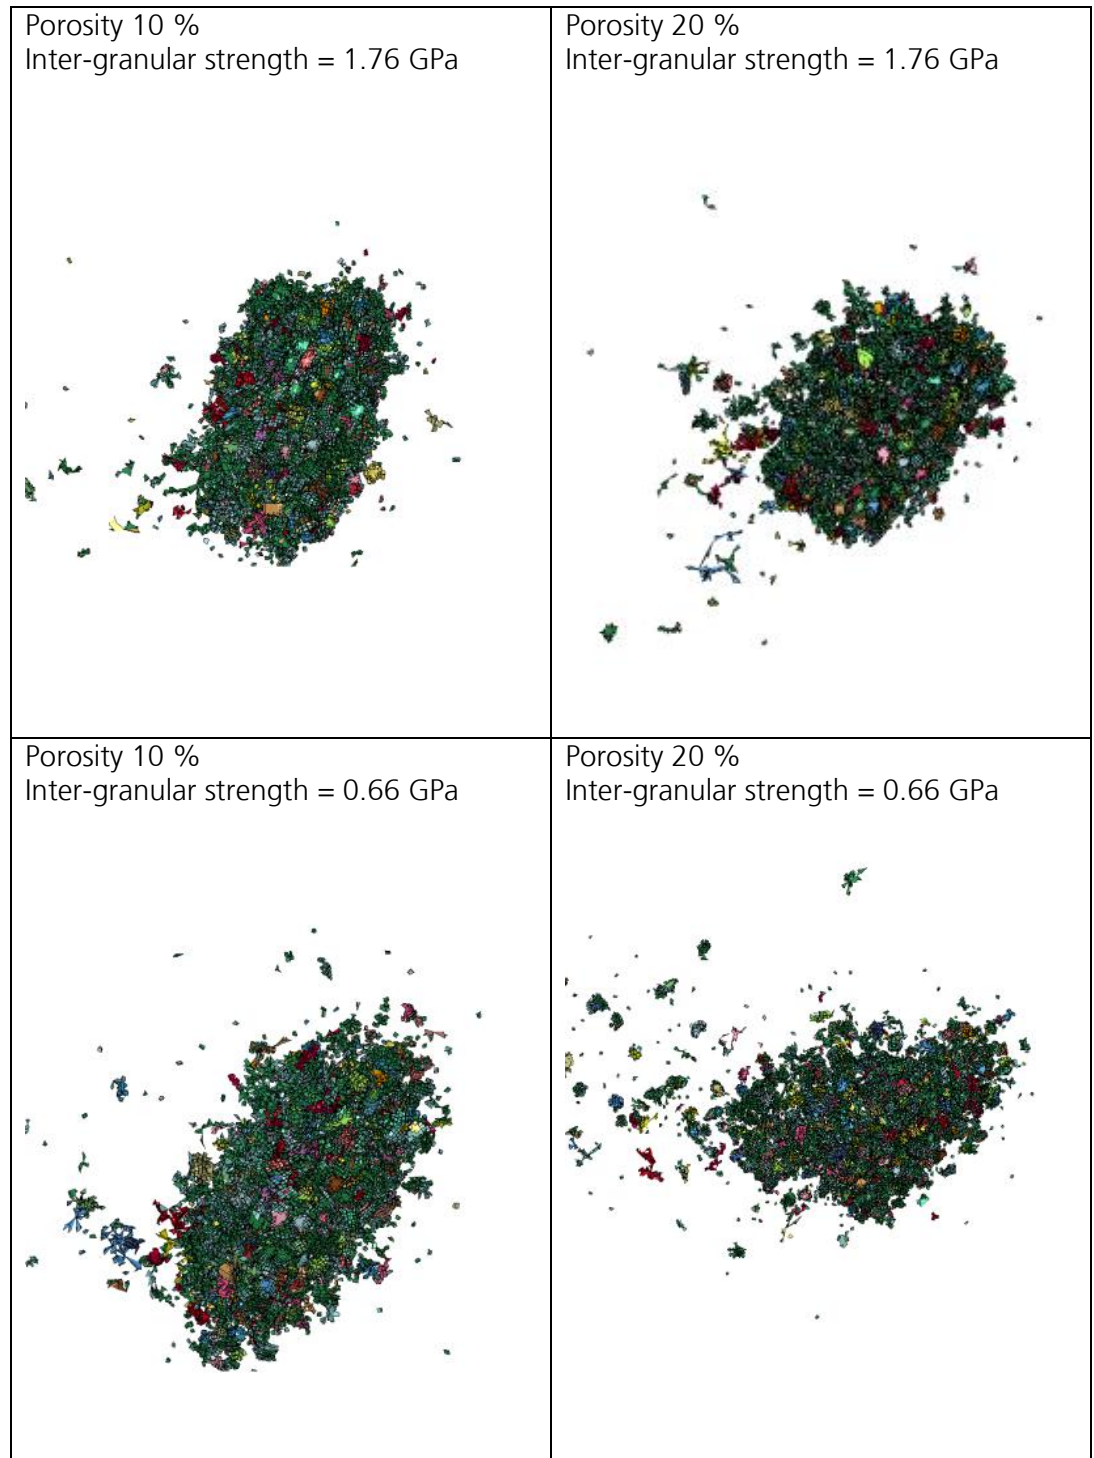 Porosity 10 %
Inter-granular strength = 1.76 GPa
Porosity 20 %
Inter-granular strength = 1.76 GPa
Porosity 10 %
Inter-granular strength = 0.66 GPa
Porosity 20 %
Inter-granular strength = 0.66 GPa